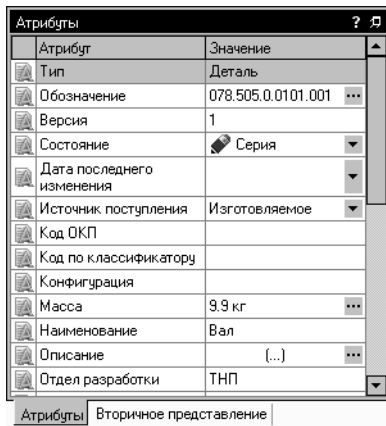 Атрибуты
Атрибут Значение
Тип Деталь
Обозначение 078.505.0.0101.001 ...
Версия 1
Состояние Серия
Дата последнего
изменения
Источник поступления Изготовляемое
Код ОКП
Код по классификатору
Конфигурация
Масса 9.9 кг ...
Наименование Вал
Описание (...) ...
Отдел разработки ТНП
Атрибуты Вторичное представление